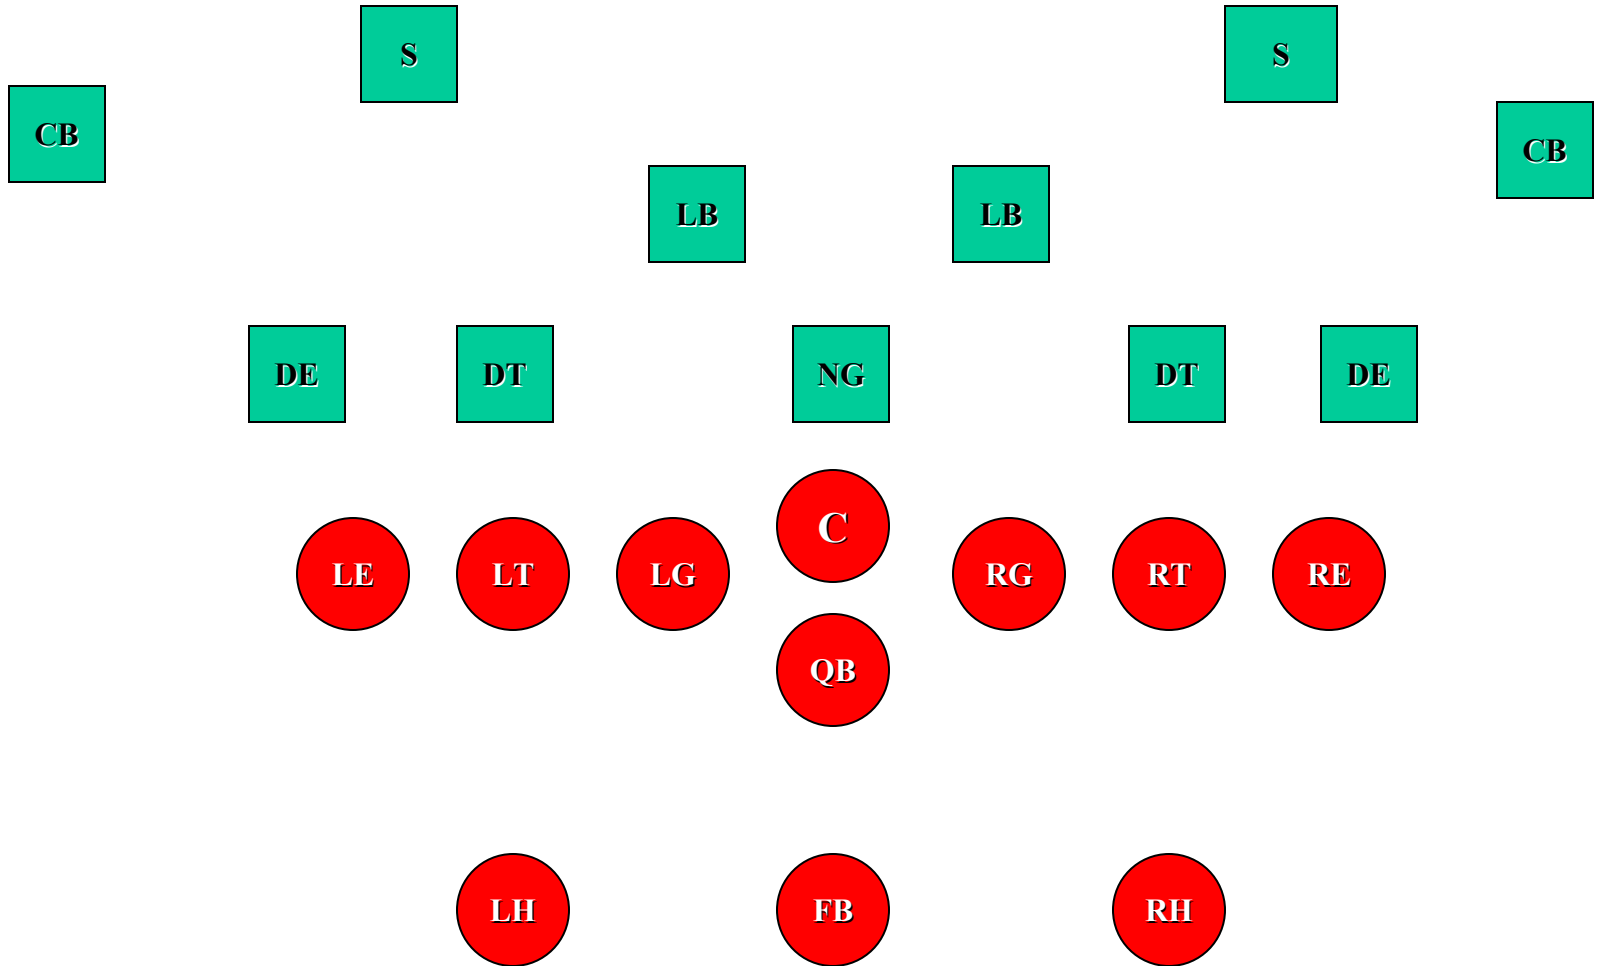 S S
CB CB
LB LB
DE DT NG DT DE
C
LE LT LG RG RT RE
QB
LH FB RH